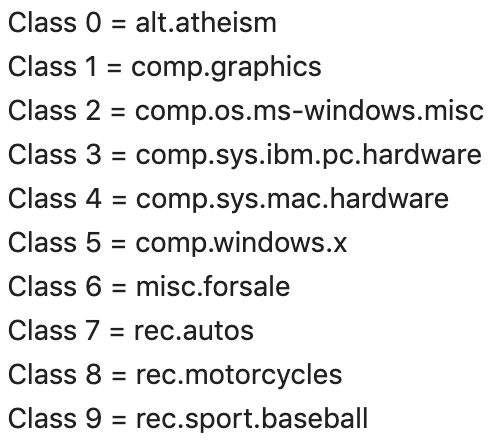 Class 0 = alt.atheism
Class 1 = comp.graphics
Class 2 = comp.os.ms-windows.misc
Class 3 = comp.sys.ibm.pc.hardware
Class 4 = comp.sys.mac.hardware
Class 5 = comp.windows.x
Class 6 = misc.forsale
Class 7 = rec.autos
Class 8 = rec.motorcycles
Class 9 = rec.sport.baseball